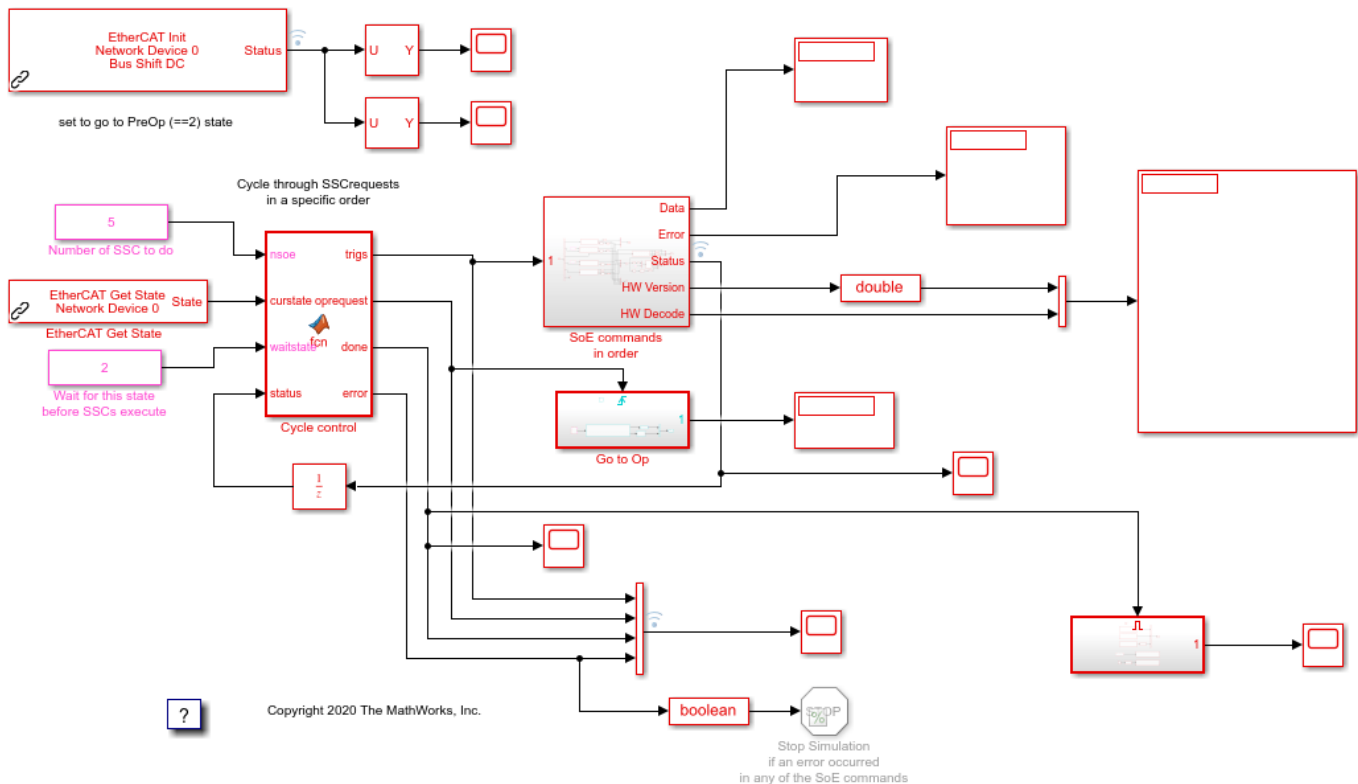 EtherCAT Init
Network Device 0
Bus Shift DC
Status
U Y
U Y
set to go to PreOp (==2) state
Cycle through SSCrequests
in a specific order
5
Number of SSC to do
EtherCAT Get State
Network Device 0
State
EtherCAT Get State
2
Wait for this state
before SSCs execute
nsoe
curstate
waitstate
status
trigs
oprequest
done
error
fcn
Cycle control
1
z
1
Data
Error
Status
HW Version
HW Decode
SoE commands
in order
double
1
Go to Op
1
?
Copyright 2020 The MathWorks, Inc.
boolean
STOP
%
Stop Simulation
if an error occurred
in any of the SoE commands